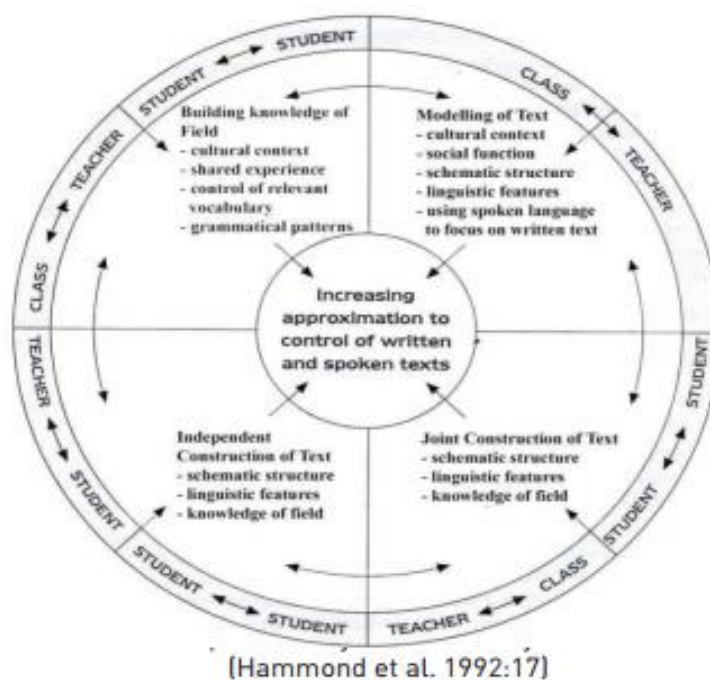 STUDENT STUDENT
CLASS TEACHER
Building knowledge of
Field
- cultural context
- shared experience
- control of relevant
vocabulary
- grammatical patterns
Modelling of Text
- cultural context
- social function
- schematic structure
- linguistic features
- using spoken language
to focus on written text
CLASS TEACHER
Increasing
approximation to
control of written
and spoken texts
TEACHER STUDENT
Independent
Construction of Text
- schematic structure
- linguistic features
- knowledge of field
Joint Construction of Text
- schematic structure
- linguistic features
- knowledge of field
STUDENT STUDENT
STUDENT STUDENT
TEACHER CLASS
(Hammond et al. 1992:17)